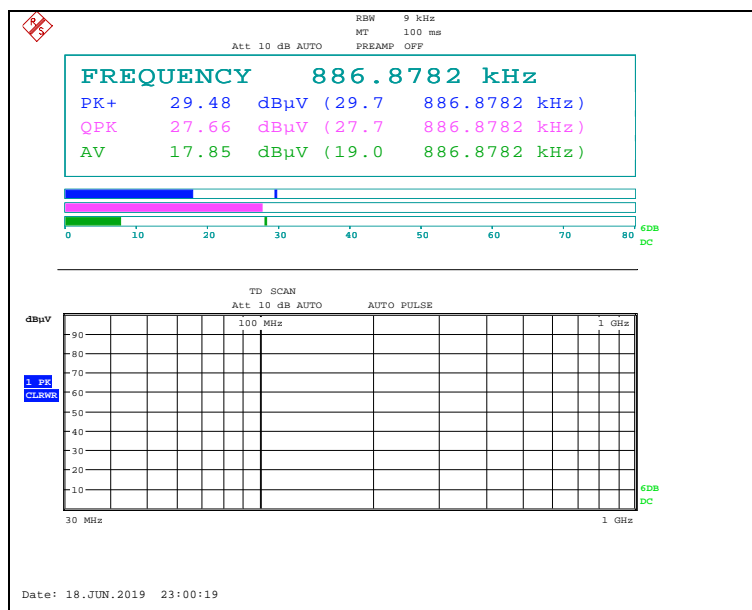 R S
RBW 9 kHz
MT 100 ms
Att 10 dB AUTO PREAMP OFF
FREQUENCY 886.8782 kHz
PK+ 29.48 dBµV (29.7 886.8782 kHz)
QPK 27.66 dBµV (27.7 886.8782 kHz)
AV 17.85 dBµV (19.0 886.8782 kHz)
0 10 20 30 40 50 60 70 80
6DB
DC
TD SCAN
Att 10 dB AUTO AUTO PULSE
dBµV
100 MHz 1 GHz
90
80
70
1 PK
CLRWR
60
50
40
30
20
10
6DB
DC
30 MHz 1 GHz
Date: 18.JUN.2019 23:00:19